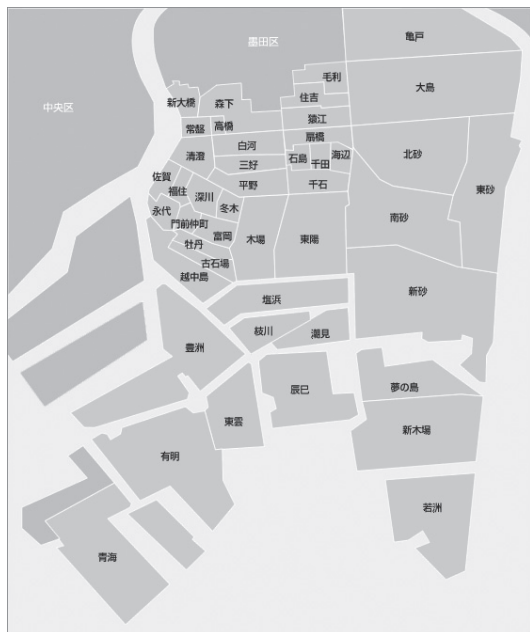 墨田区
亀戸
毛利
大島
中央区
新大橋
森下
住吉
猿江
常盤
高橋
扇橋
白河
清澄
石島
千田
海辺
北砂
三好
佐賀
平野
千石
東砂
福住
深川
永代
冬木
門前仲町
南砂
牡丹
富岡
木場
東陽
古石場
越中島
新砂
塩浜
枝川
潮見
豊洲
辰巳
夢の島
東雲
新木場
有明
若洲
青海